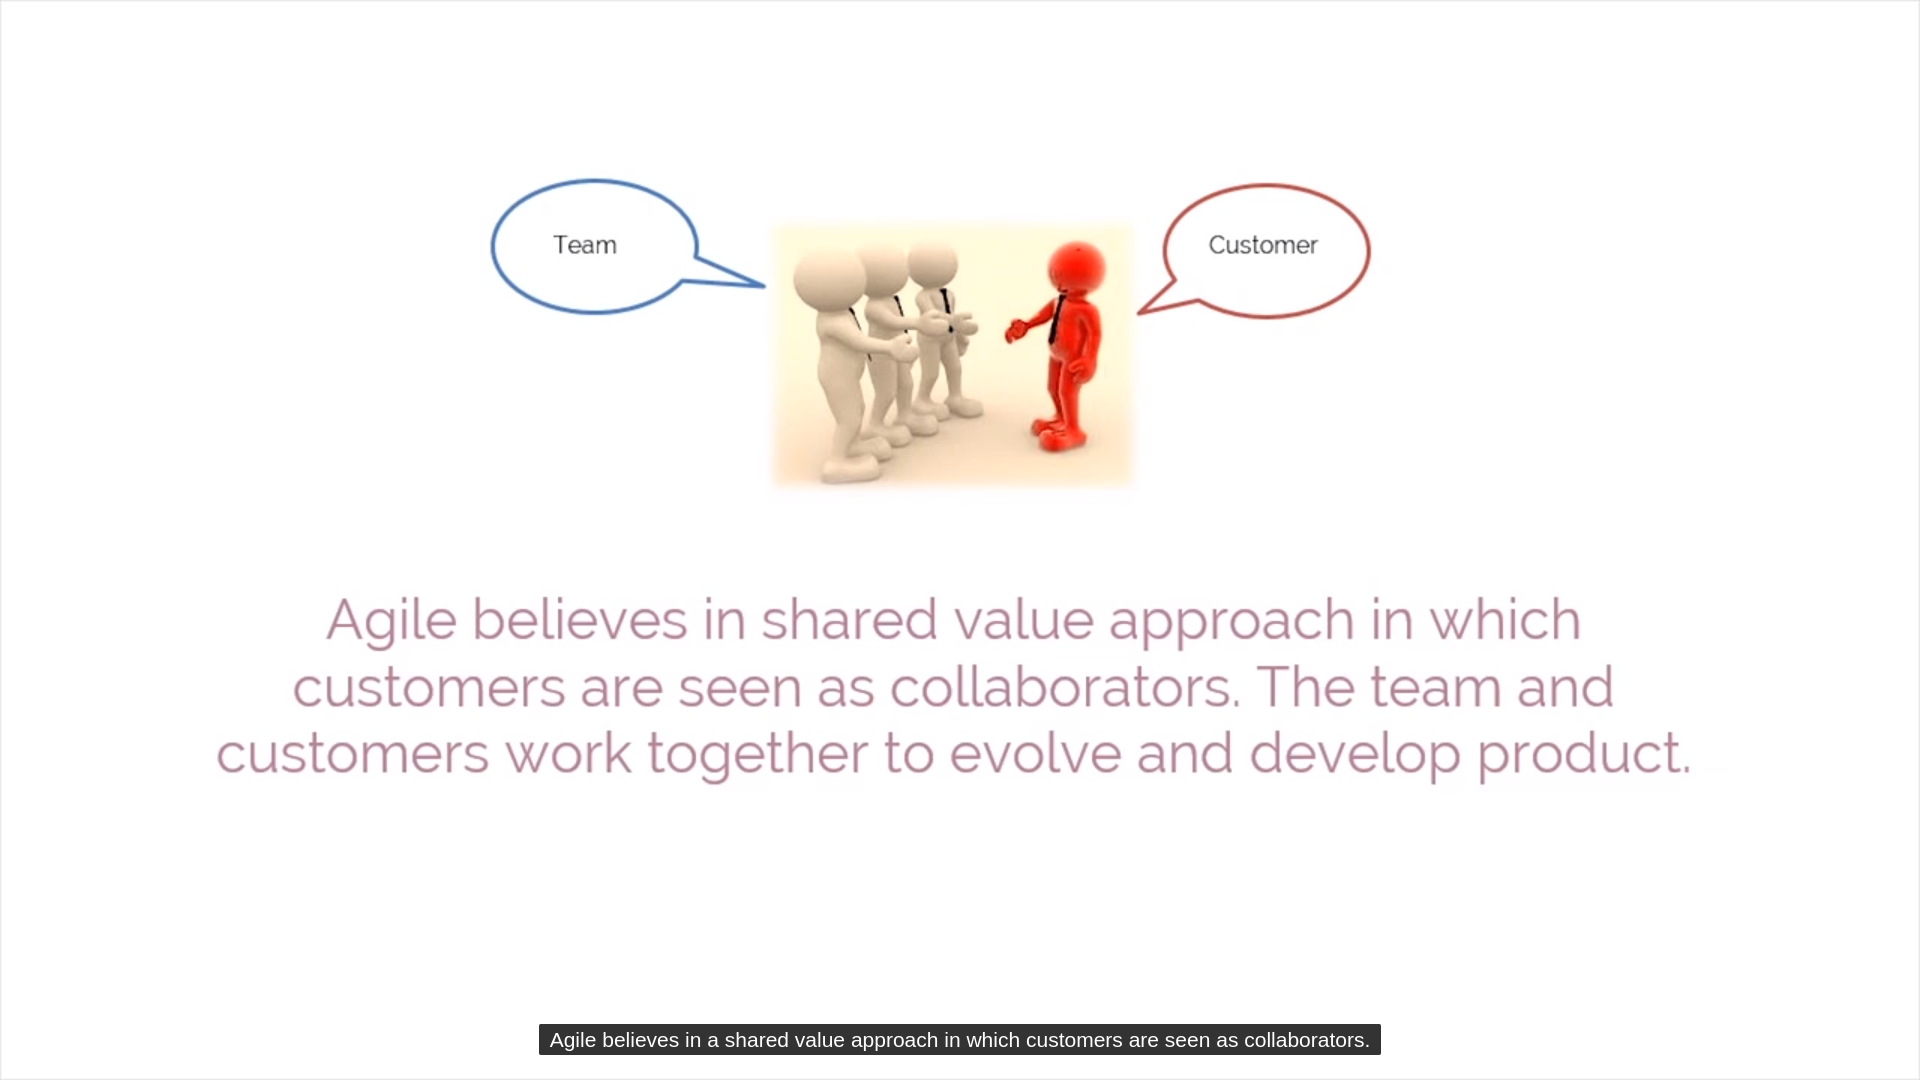 Team
Customer
Agile believes in shared value approach in which
customers are seen as collaborators. The team and
customers work together to evolve and develop product.
Agile believes in a shared value approach in which customers are seen as collaborators.